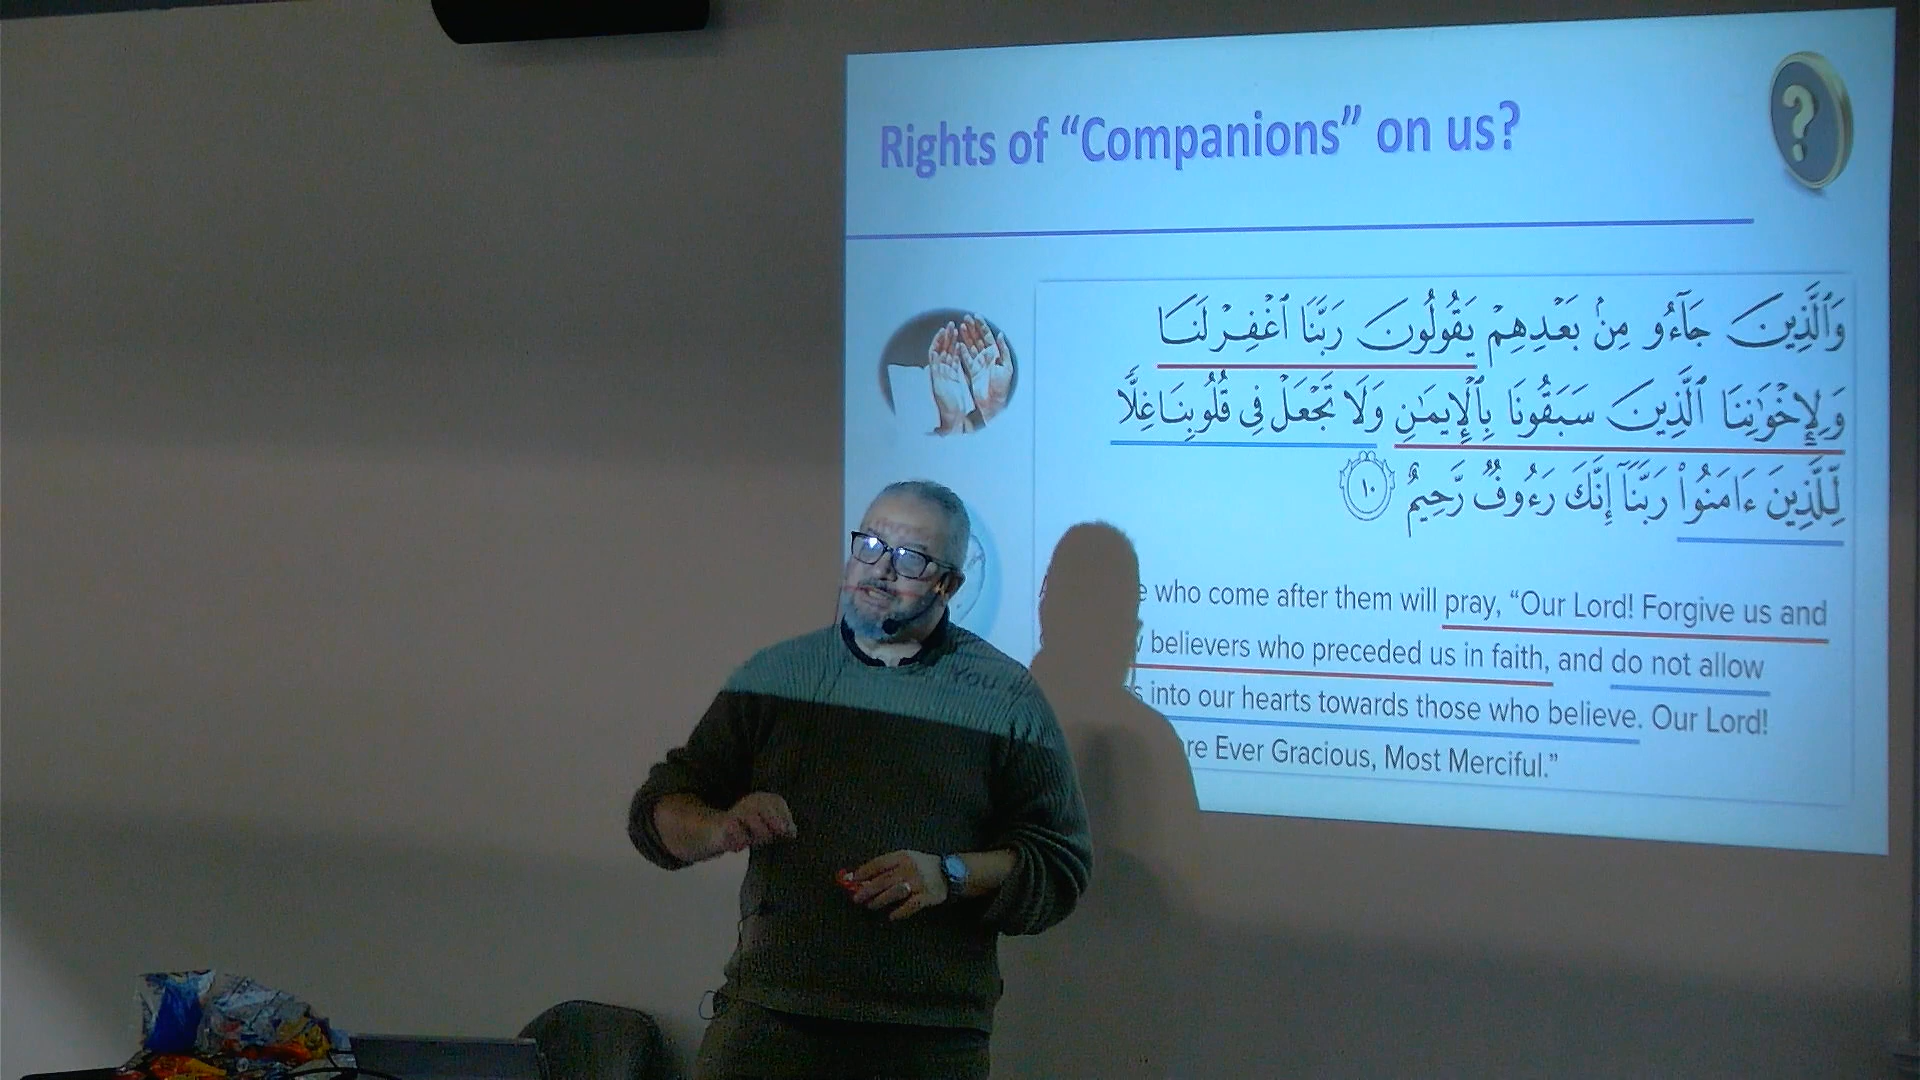 Rights of “Companions” on us?
وَٱلَّذِينَ جَآءُو مِنۢ بَعْدِهِمْ يَقُولُونَ رَبَّنَا ٱغْفِرْ لَنَا
وَلِإِخْوَٰنِنَا ٱلَّذِينَ سَبَقُونَا بِٱلْإِيمَـٰنِ وَلَا تَجْعَلْ فِى قُلُوبِنَا غِلًّا
لِّلَّذِينَ ءَامَنُوا۟ رَبَّنَآ إِنَّكَ رَءُوفٌ رَّحِيمٌ ١٠
who come after them will pray, “Our Lord! Forgive us and
believers who preceded us in faith, and do not allow
into our hearts towards those who believe. Our Lord!
Ever Gracious, Most Merciful.”